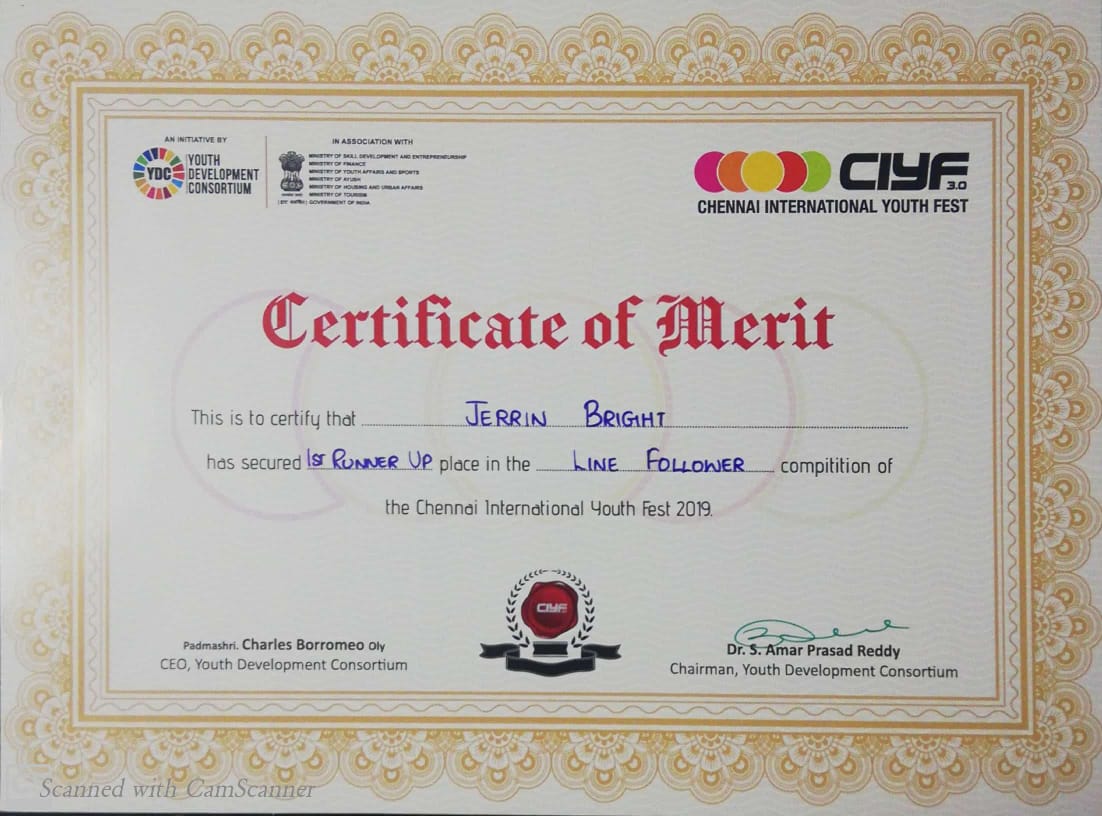 AN INITIATIVE BY
YDC
YOUTH
DEVELOPMENT
CONSORTIUM
IN ASSOCIATION WITH
MINISTRY OF SKILL DEVELOPMENT AND ENTREPRENEURSHIP
MINISTRY OF FINANCE
MINISTRY OF YOUTH AFFAIRS AND SPORTS
MINISTRY OF AYUSH
MINISTRY OF HOUSING AND URBAN AFFAIRS
MINISTRY OF TOURISM
GOVERNMENT OF INDIA
CIYF
3.0
CHENNAI INTERNATIONAL YOUTH FEST
Certificate of Merit
This is to certify that JERRIN BRIGHT
has secured 1st RUNNER UP place in the LINE FOLLOWER compitition of
the Chennai International Youth Fest 2019.
CIYF
Padmashri. Charles Borromeo Oly
CEO, Youth Development Consortium
Dr. S. Amar Prasad Reddy
Chairman, Youth Development Consortium
Scanned with CamScanner